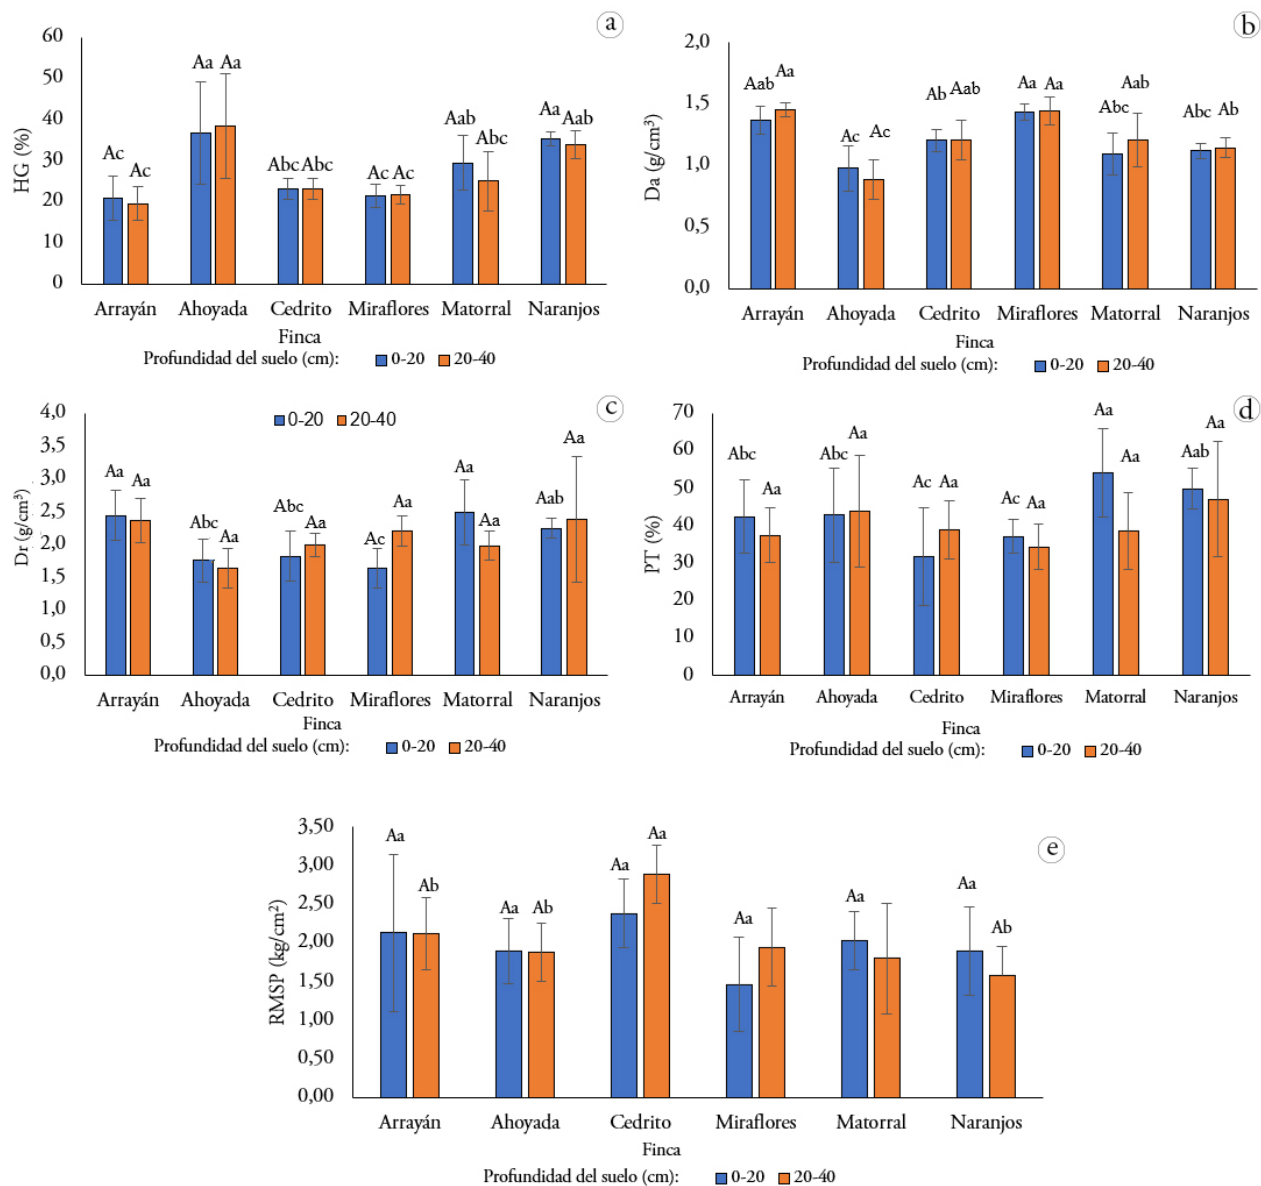 a
60
50
40
30
20
10
0
HG (%)
Ac Ac Aa Aa Abc Abc Ac Ac Aab Abc Aa Aab
Arrayán Ahoyada Cedrito Miraflores Matorral Naranjos
Finca
Profundidad del suelo (cm): 0-20 20-40
b
2,0
1,5
1,0
0,5
0,0
Da (g/cm³)
Aab Aa Ac Ac Ab Aab Aa Aa Abc Aab Abc Ab
Arrayán Ahoyada Cedrito Miraflores Matorral Naranjos
Finca
Profundidad del suelo (cm): 0-20 20-40
c
0-20 20-40
4,0
3,5
3,0
2,5
2,0
1,5
1,0
0,5
0,0
Dr (g/cm³)
Aa Aa Abc Aa Abc Aa Ac Aa Aa Aa Aab Aa
Arrayán Ahoyada Cedrito Miraflores Matorral Naranjos
Finca
Profundidad del suelo (cm): 0-20 20-40
d
70
60
50
40
30
20
10
0
PT (%)
Abc Aa Abc Aa Ac Aa Ac Aa Aa Aa Aab Aa
Arrayán Ahoyada Cedrito Miraflores Matorral Naranjos
Finca
Profundidad del suelo (cm): 0-20 20-40
e
3,50
3,00
2,50
2,00
1,50
1,00
0,50
0,00
RMSP (kg/cm²)
Aa Ab Aa Ab Aa Aa Aa Aa Aa Ab
Arrayán Ahoyada Cedrito Miraflores Matorral Naranjos
Finca
Profundidad del suelo (cm): 0-20 20-40